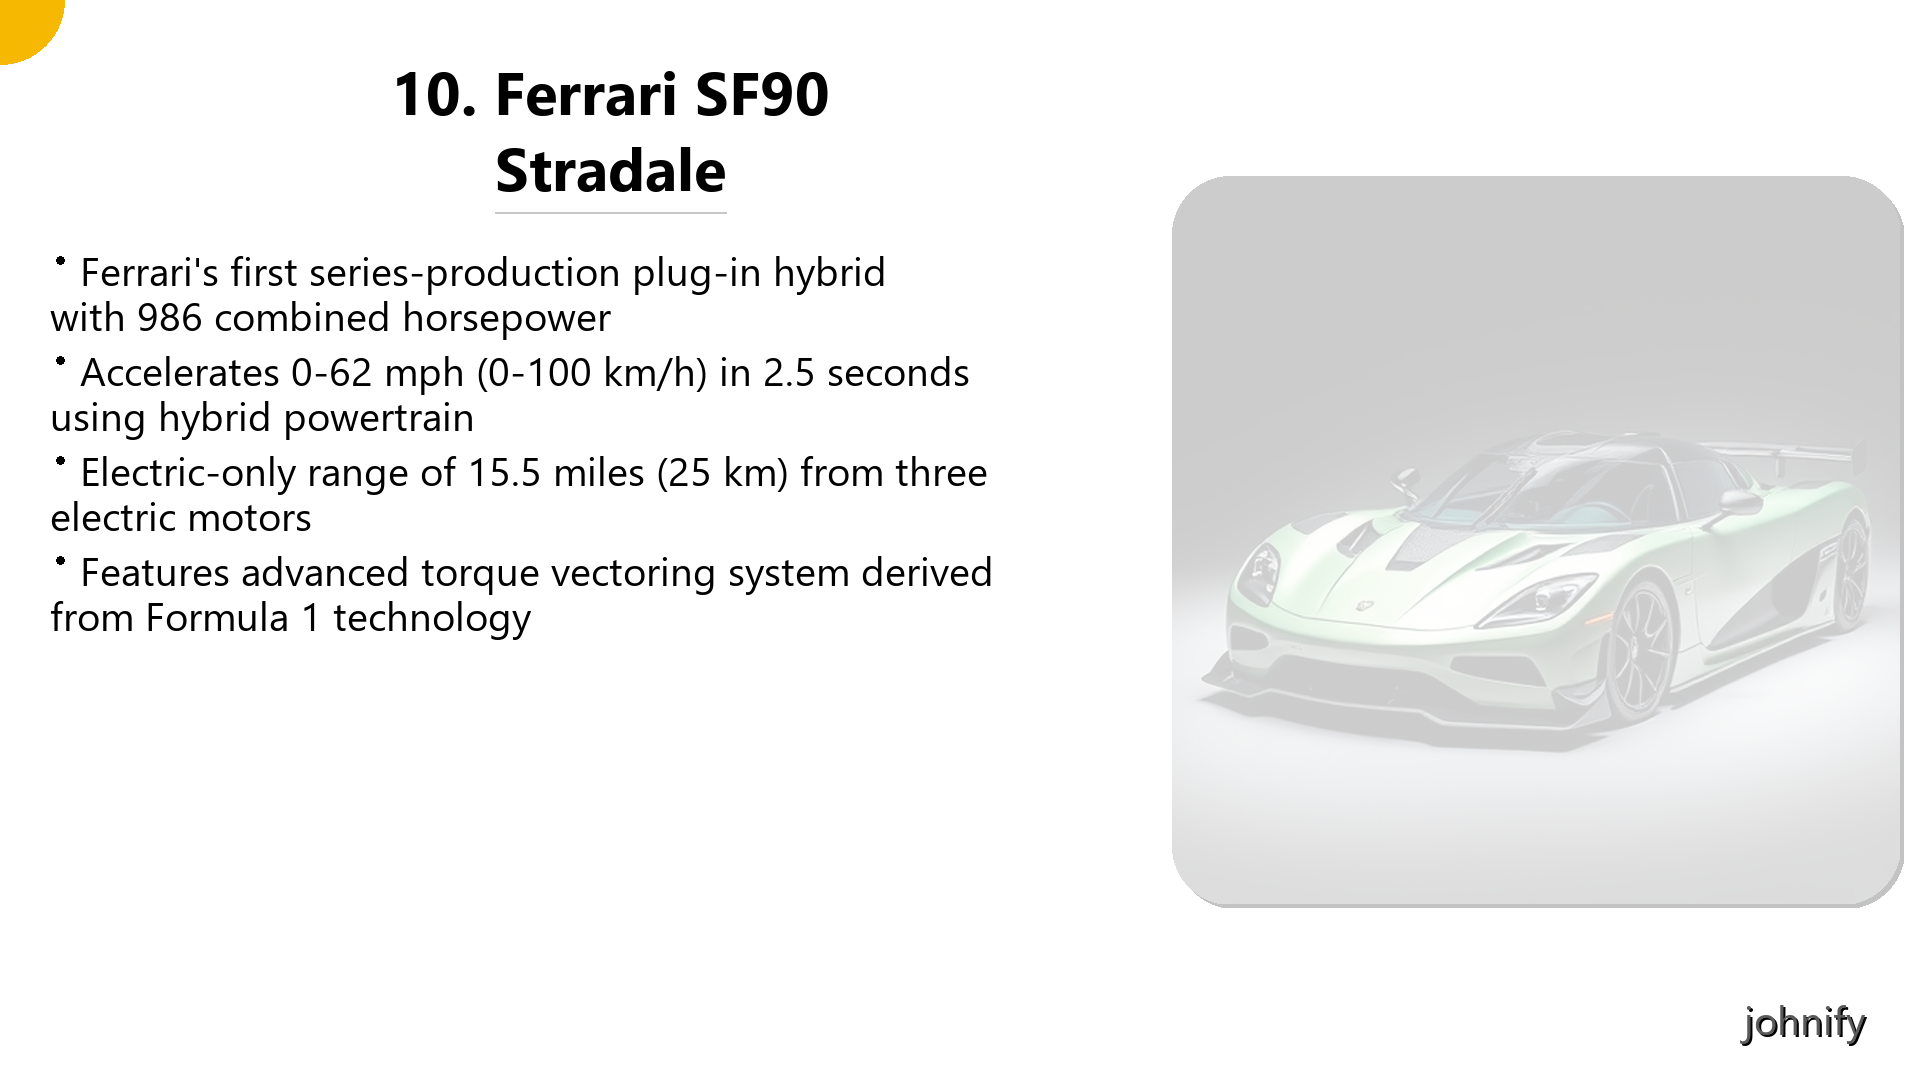 10. Ferrari SF90
Stradale
• Ferrari's first series-production plug-in hybrid
with 986 combined horsepower
• Accelerates 0-62 mph (0-100 km/h) in 2.5 seconds
using hybrid powertrain
• Electric-only range of 15.5 miles (25 km) from three
electric motors
• Features advanced torque vectoring system derived
from Formula 1 technology
johnify